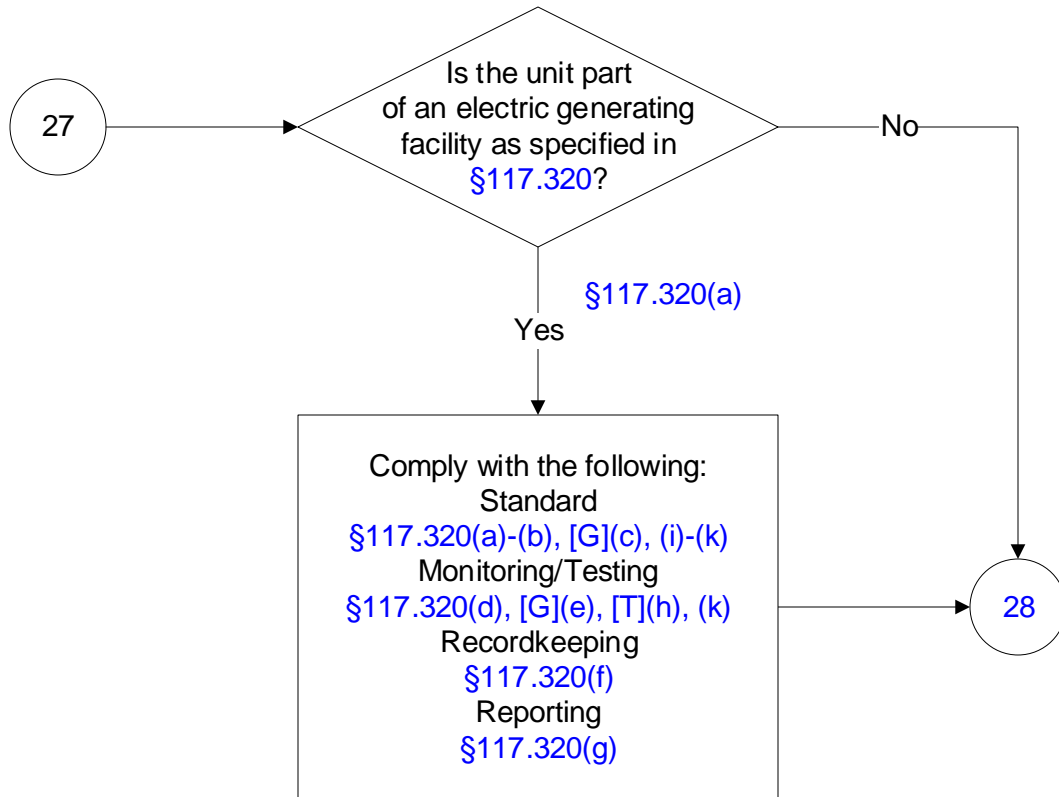 27
Is the unit part
of an electric generating
facility as specified in
§117.320?
No
§117.320(a)
Yes
Comply with the following:
Standard
§117.320(a)-(b), [G](c), (i)-(k)
Monitoring/Testing
§117.320(d), [G](e), [T](h), (k)
Recordkeeping
§117.320(f)
Reporting
§117.320(g)
28